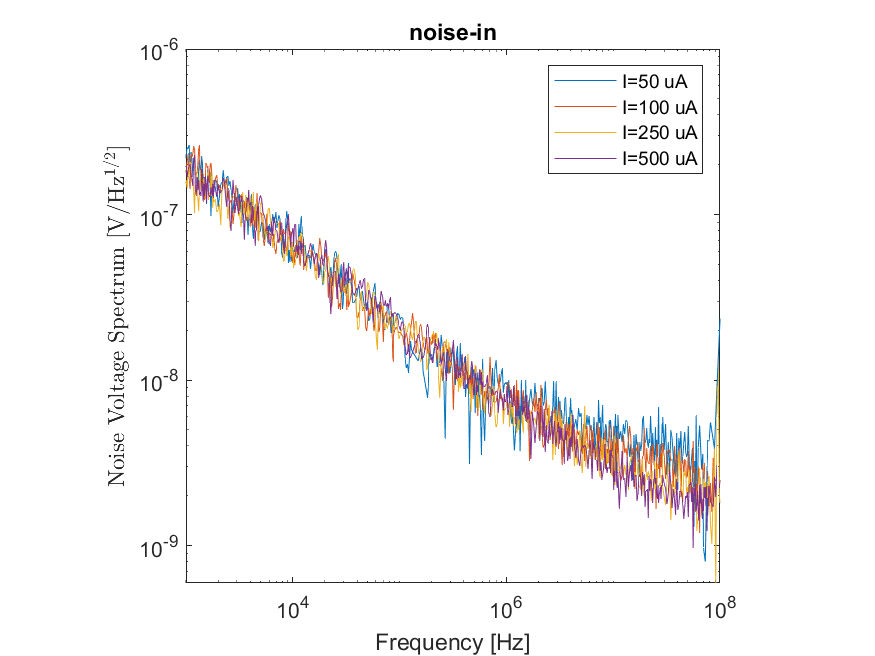 noise-in
10^-6
10^-7
10^-8
10^-9
Noise Voltage Spectrum [V/Hz^1/2]
I=50 uA
I=100 uA
I=250 uA
I=500 uA
10^4
10^6
10^8
Frequency [Hz]